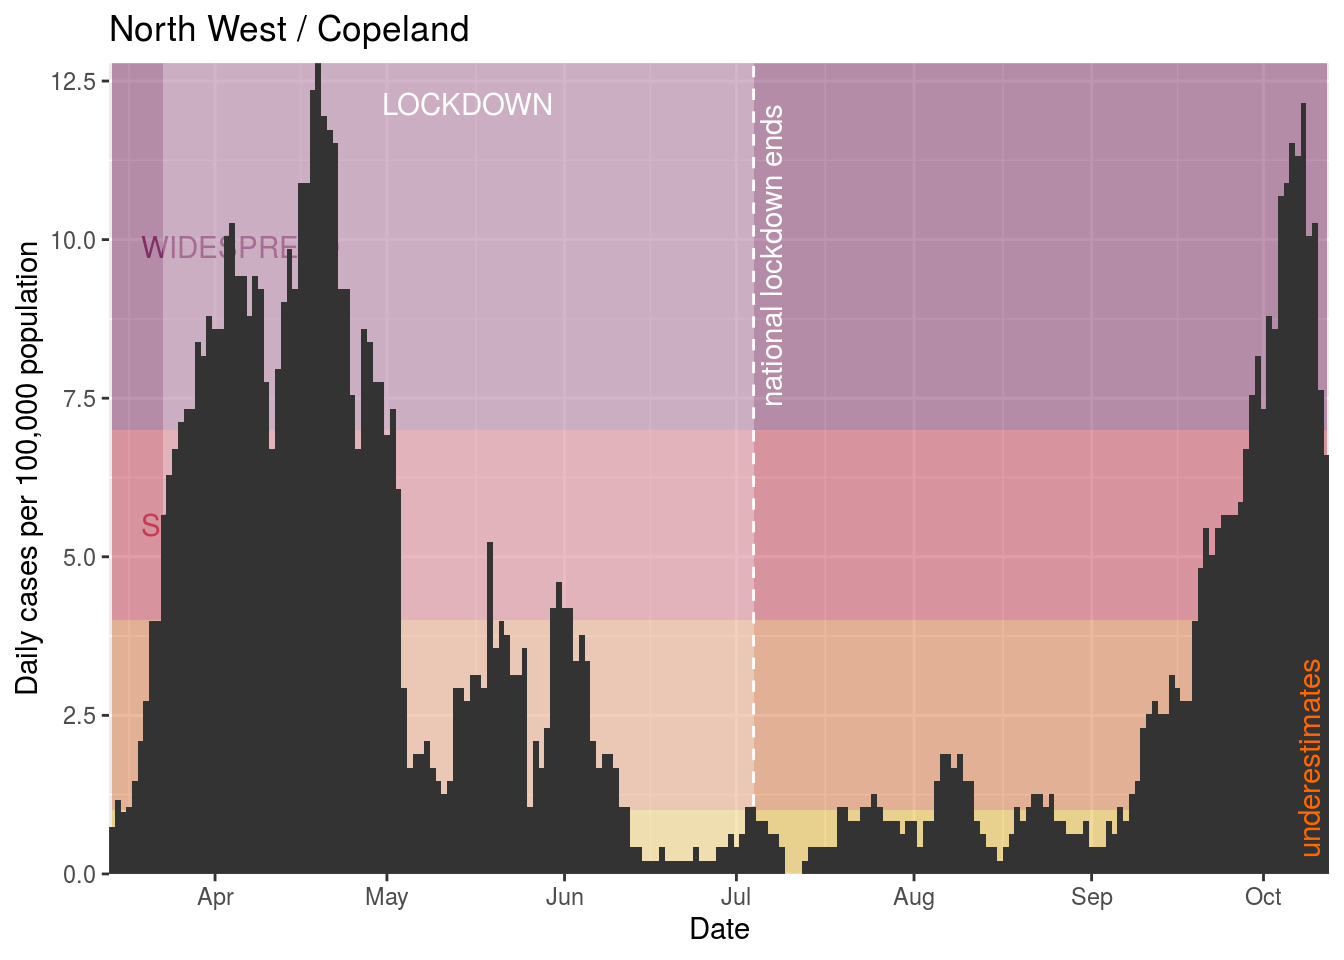 North West / Copeland
12.5
10.0
7.5
5.0
2.5
0.0
Daily cases per 100,000 population
LOCKDOWN
national lockdown ends
underestimates
Apr
May
Jun
Jul
Aug
Sep
Oct
Date